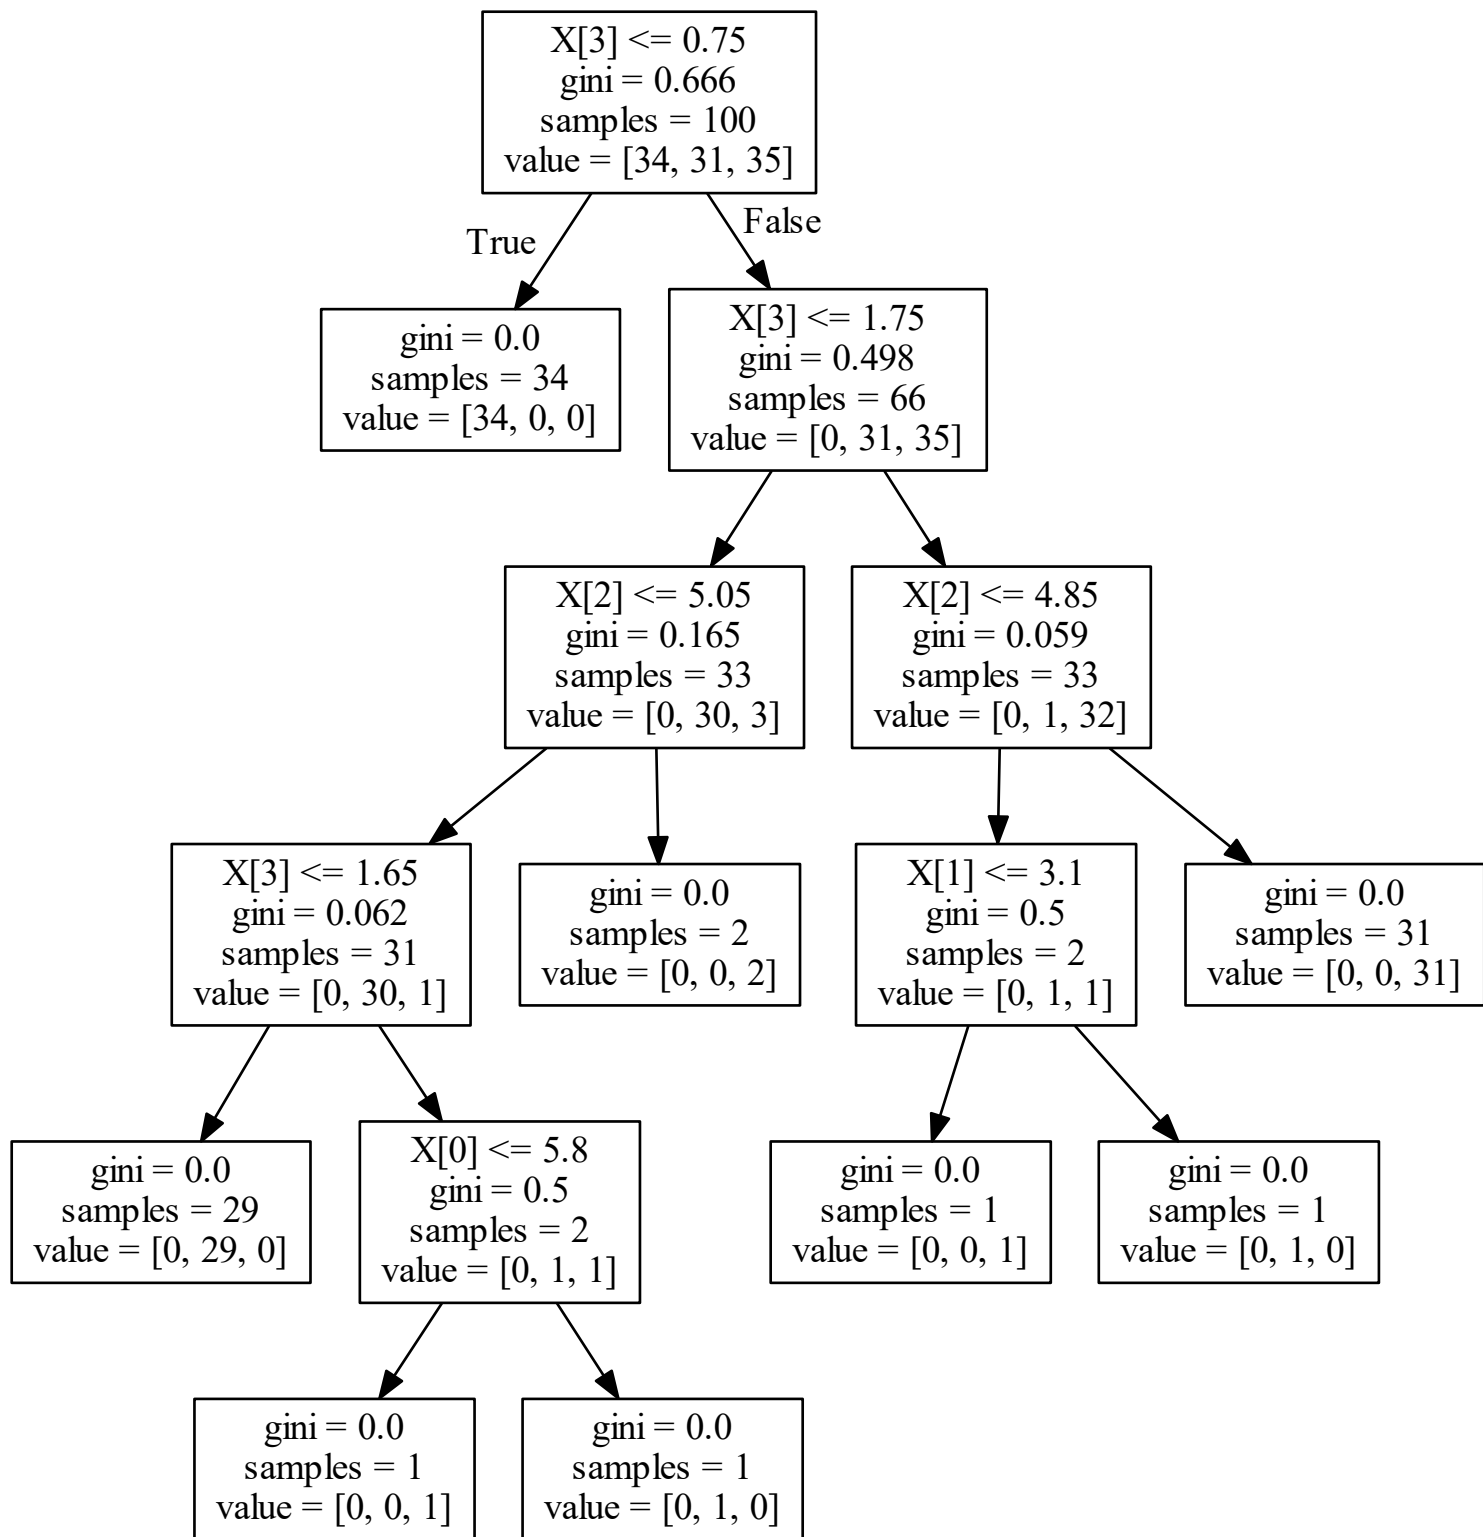 X[3] <= 0.75
gini = 0.666
samples = 100
value = [34, 31, 35]
True
False
gini = 0.0
samples = 34
value = [34, 0, 0]
X[3] <= 1.75
gini = 0.498
samples = 66
value = [0, 31, 35]
X[2] <= 5.05
gini = 0.165
samples = 33
value = [0, 30, 3]
X[2] <= 4.85
gini = 0.059
samples = 33
value = [0, 1, 32]
X[3] <= 1.65
gini = 0.062
samples = 31
value = [0, 30, 1]
gini = 0.0
samples = 2
value = [0, 0, 2]
X[1] <= 3.1
gini = 0.5
samples = 2
value = [0, 1, 1]
gini = 0.0
samples = 31
value = [0, 0, 31]
gini = 0.0
samples = 29
value = [0, 29, 0]
X[0] <= 5.8
gini = 0.5
samples = 2
value = [0, 1, 1]
gini = 0.0
samples = 1
value = [0, 0, 1]
gini = 0.0
samples = 1
value = [0, 1, 0]
gini = 0.0
samples = 1
value = [0, 0, 1]
gini = 0.0
samples = 1
value = [0, 1, 0]